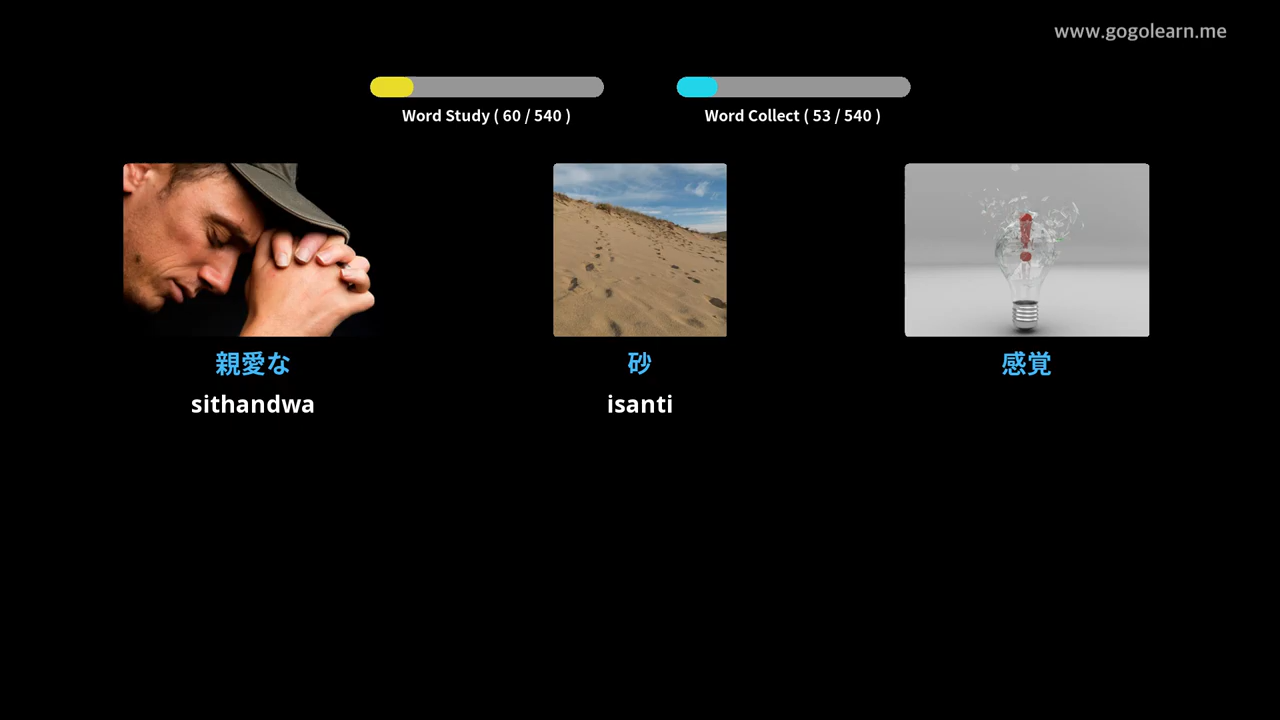 www.gogolearn.me
Word Study ( 60 / 540 )
Word Collect ( 53 / 540 )
親愛な
砂
感覚
sithandwa
isanti